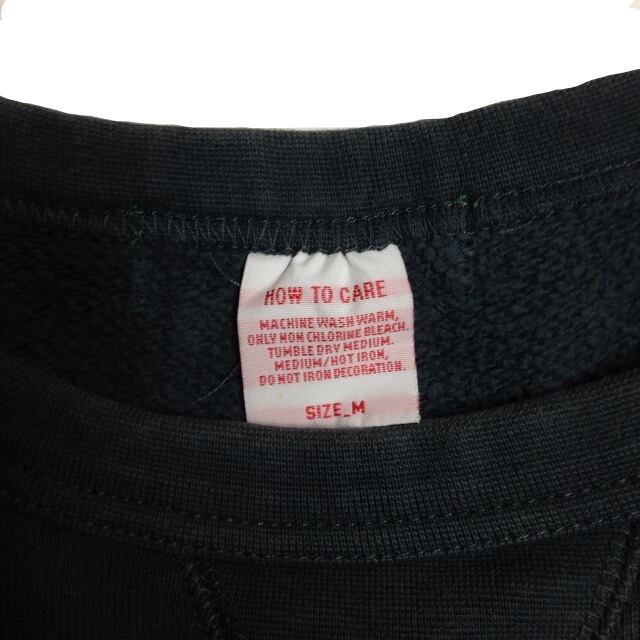 HOW TO CARE
MACHINE WASH WARM,
ONLY NON CHLORINE BLEACH.
TUMBLE DRY MEDIUM.
MEDIUM/HOT IRON,
DO NOT IRON DECORATION.
SIZE_M